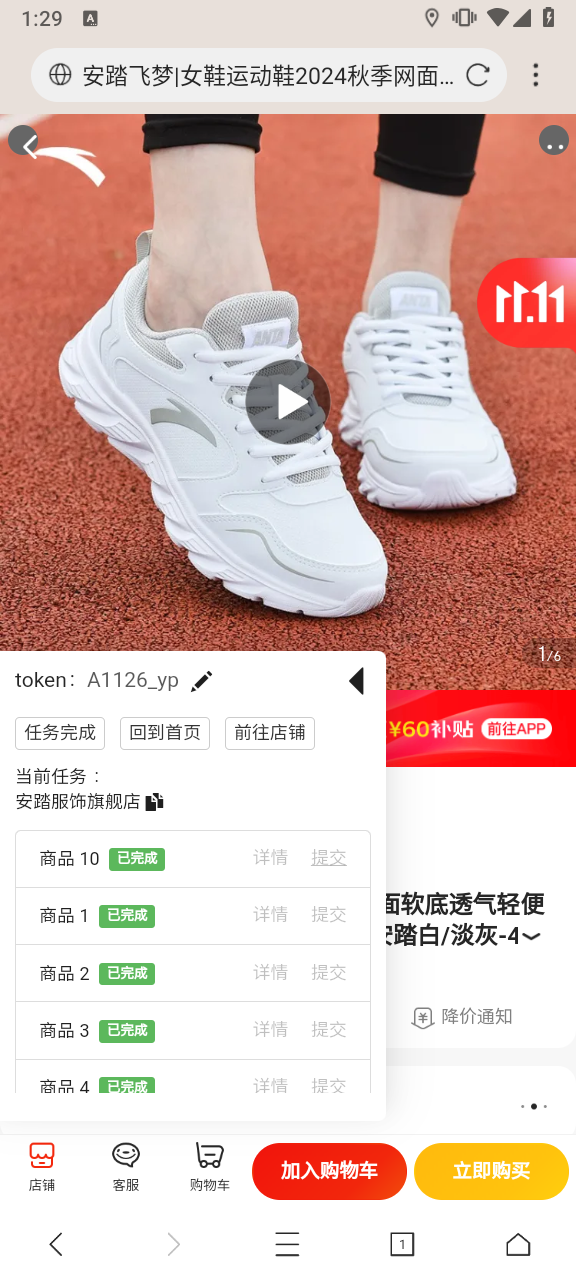 1:29
A
安踏飞梦|女鞋运动鞋2024秋季网面…
ANTA
ANTA
11.11
1/6
token： A1126_yp
¥60补贴 前往APP
任务完成 回到首页 前往店铺
当前任务：
安踏服饰旗舰店
商品 10 已完成 详情 提交
面软底透气轻便
商品 1 已完成 详情 提交
安踏白/淡灰-4
商品 2 已完成 详情 提交
降价通知
商品 3 已完成 详情 提交
商品 4 已完成 详情 提交
店铺 客服 购物车 加入购物车 立即购买
1